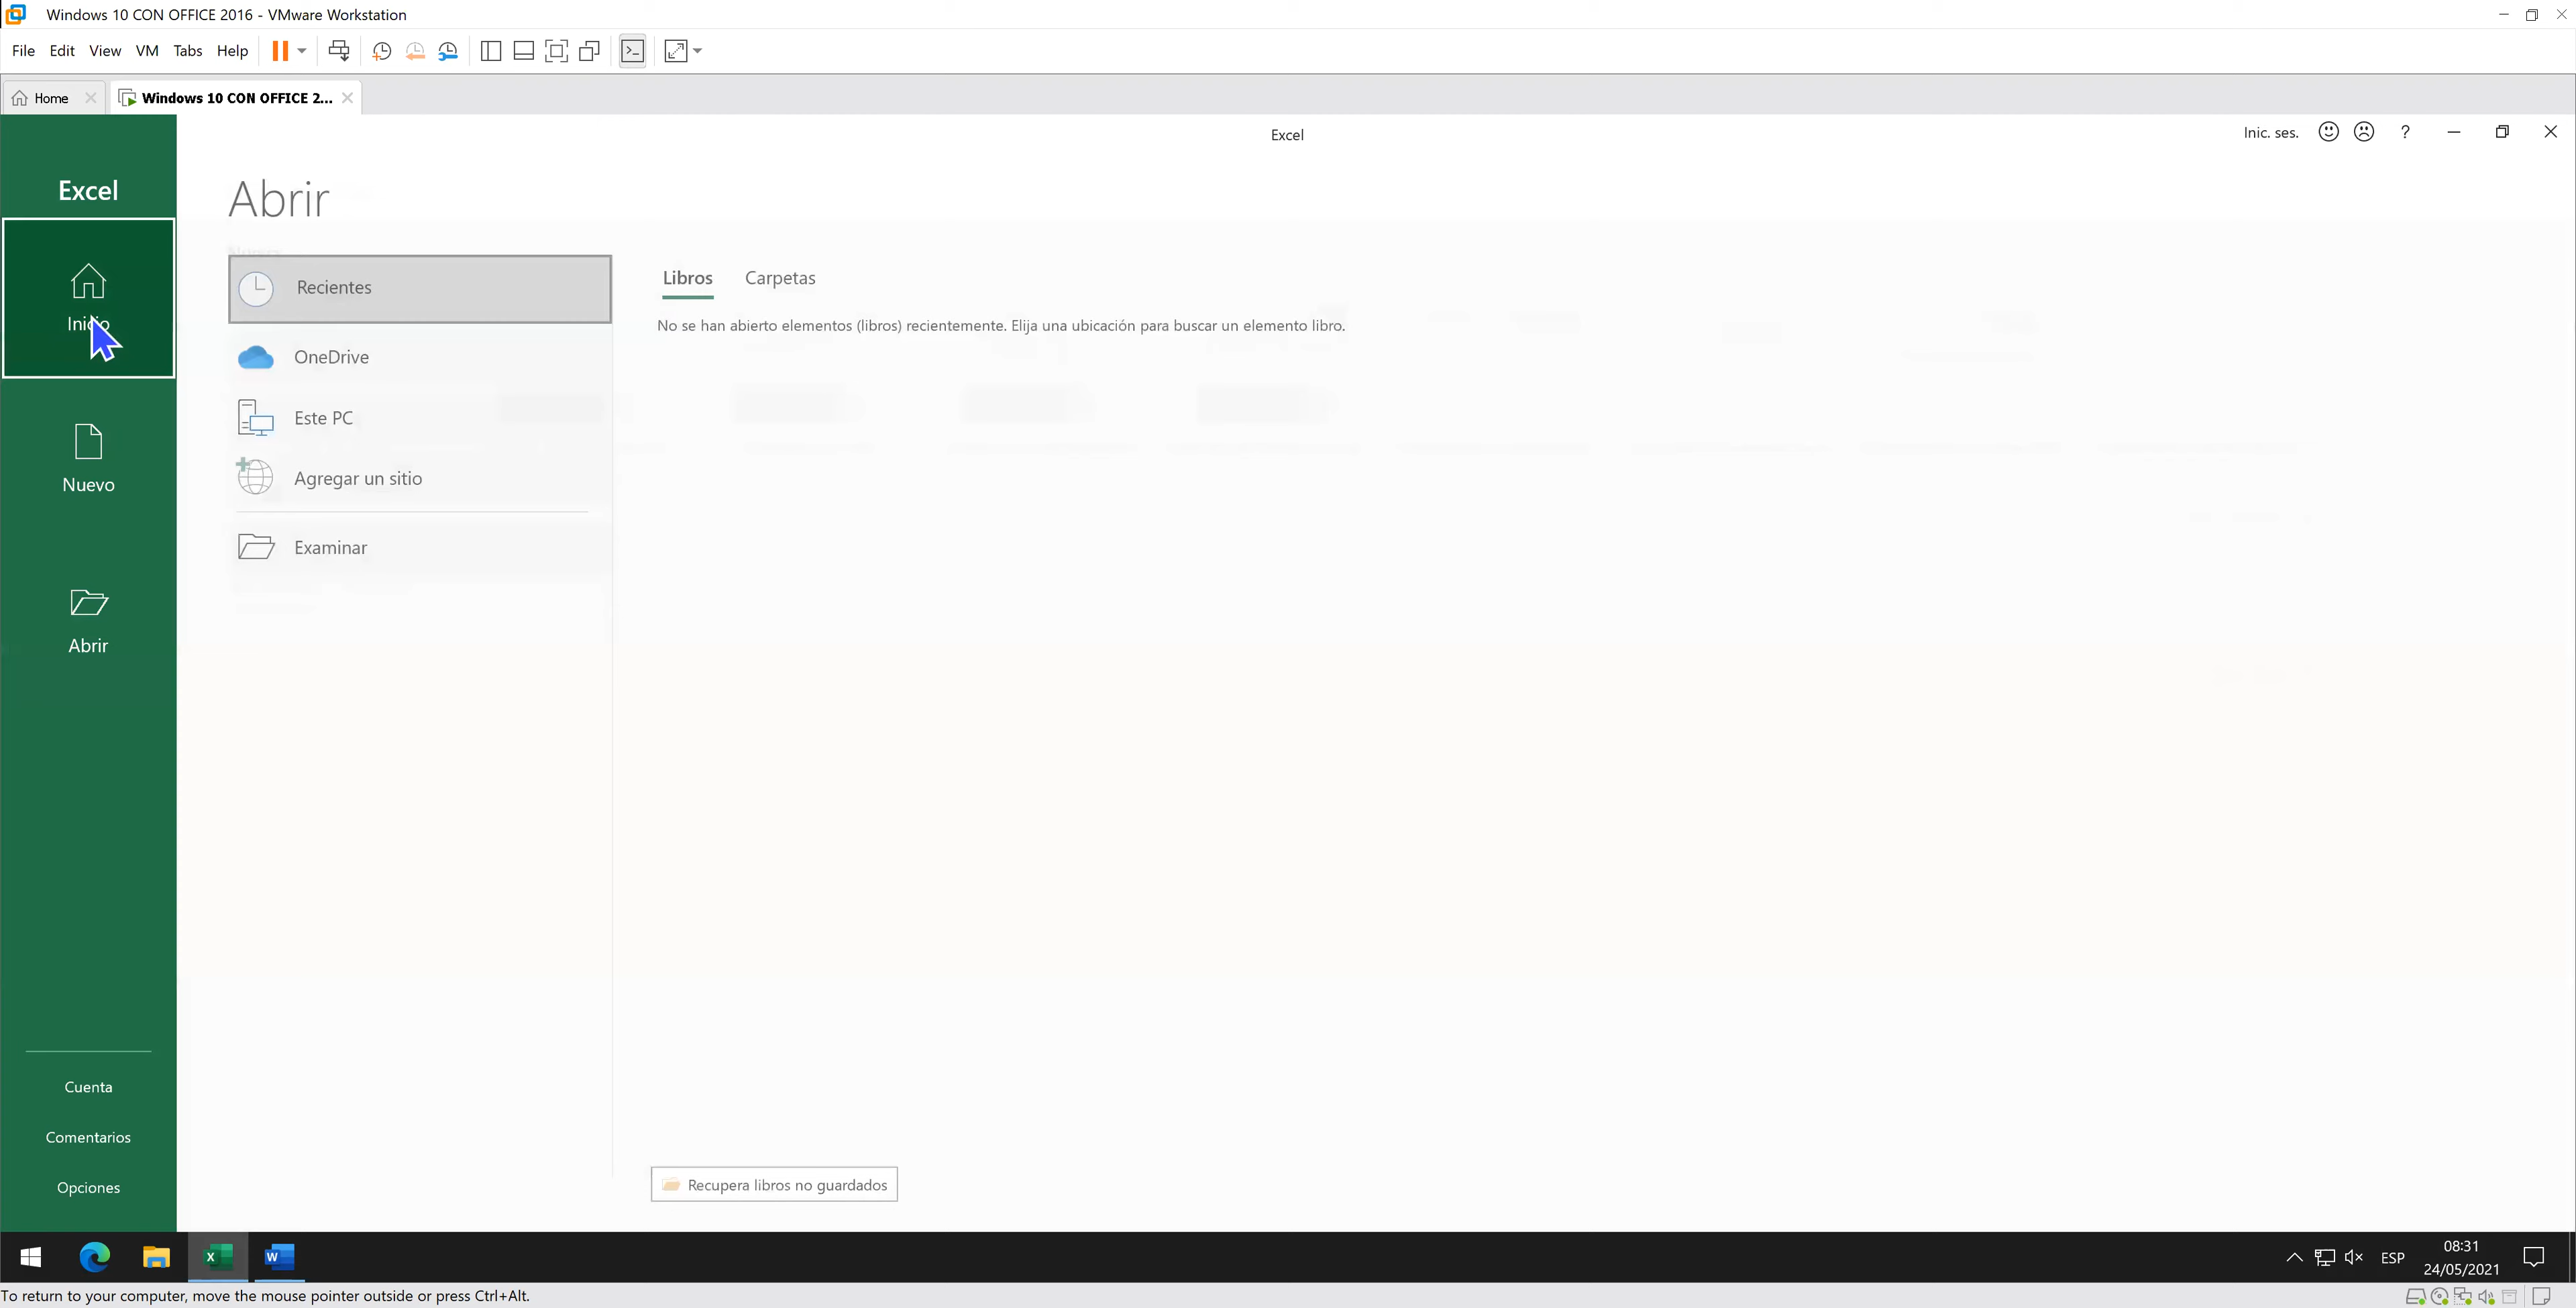 Windows 10 CON OFFICE 2016 - VMware Workstation
File Edit View VM Tabs Help
Home
Windows 10 CON OFFICE 2...
Excel
Inic. ses.
?
Excel
Inicio
Nuevo
Abrir
Cuenta
Comentarios
Opciones
Abrir
Recientes
OneDrive
Este PC
Agregar un sitio
Examinar
Libros Carpetas
No se han abierto elementos (libros) recientemente. Elija una ubicación para buscar un elemento libro.
Recupera libros no guardados
ESP
08:31
24/05/2021
To return to your computer, move the mouse pointer outside or press Ctrl+Alt.